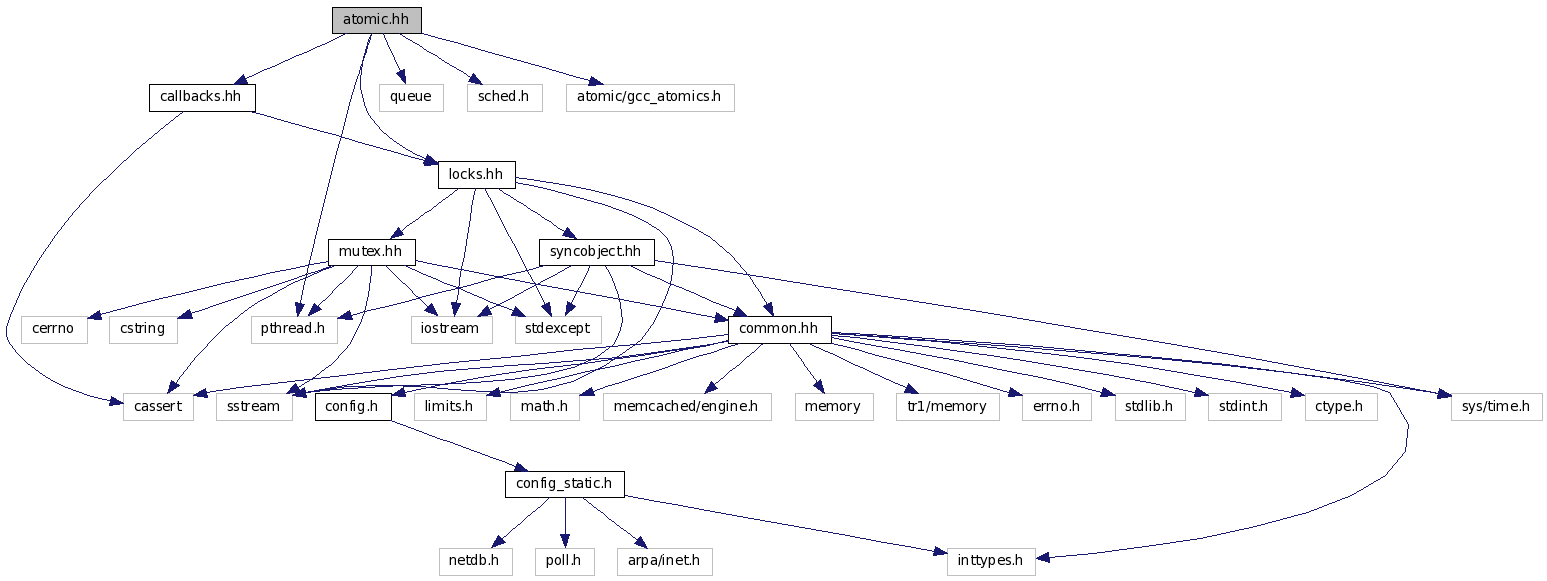 atomic.hh
callbacks.hh
queue
sched.h
atomic/gcc_atomics.h
locks.hh
mutex.hh
syncobject.hh
cerrno
cstring
pthread.h
iostream
stdexcept
common.hh
cassert
sstream
config.h
limits.h
math.h
memcached/engine.h
memory
tr1/memory
errno.h
stdlib.h
stdint.h
ctype.h
sys/time.h
config_static.h
netdb.h
poll.h
arpa/inet.h
inttypes.h